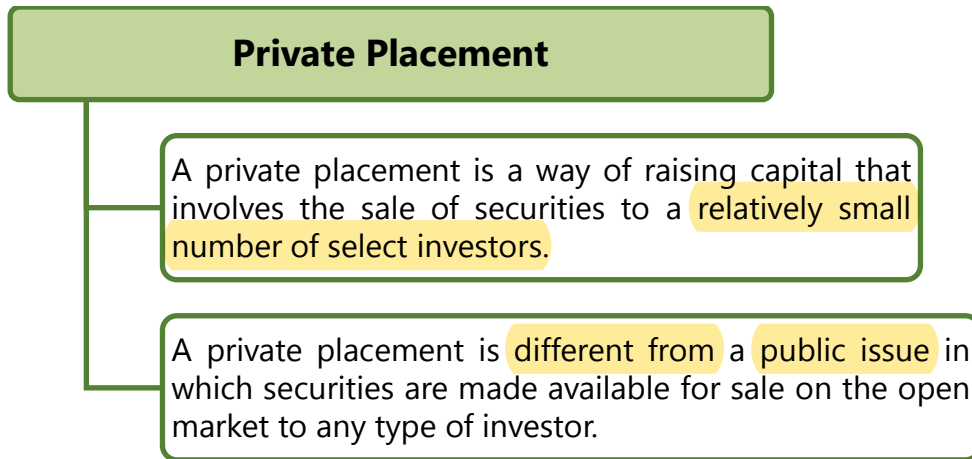 Private Placement
A private placement is a way of raising capital that
involves the sale of securities to a relatively small
number of select investors.
A private placement is different from a public issue in
which securities are made available for sale on the open
market to any type of investor.